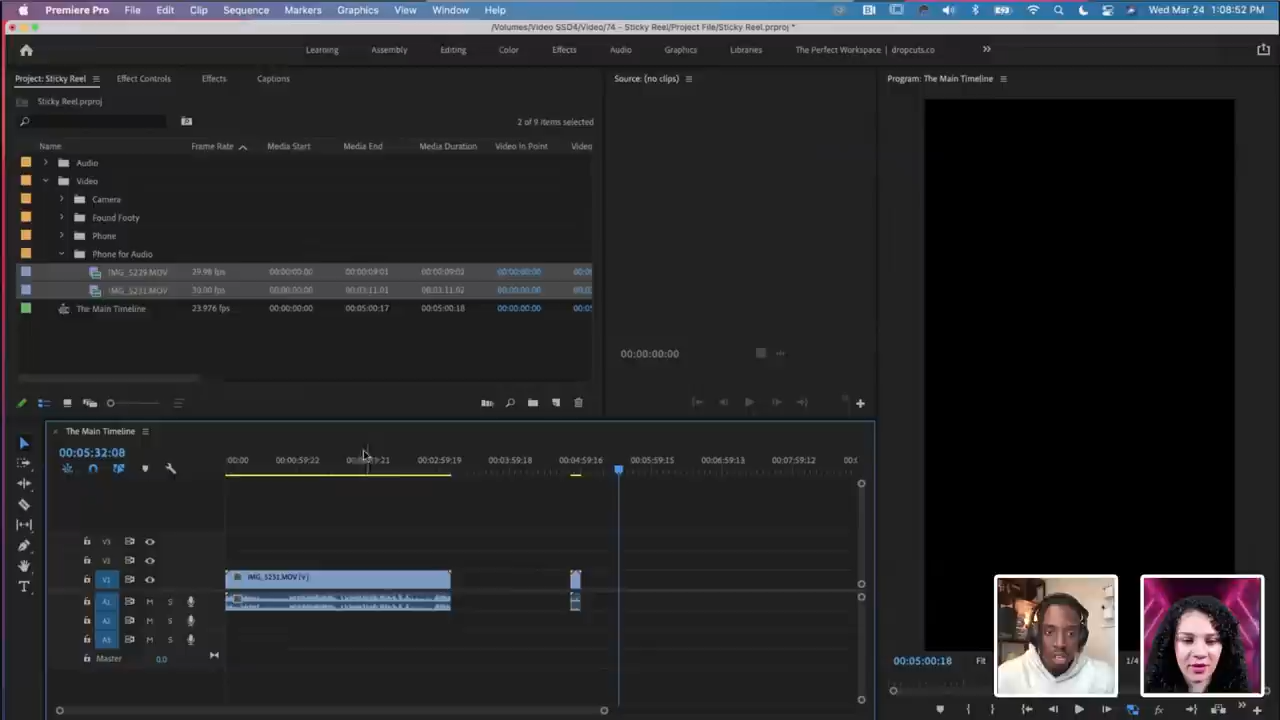 Premiere Pro File Edit Clip Sequence Markers Graphics View Window Help Wed Mar 24 1:08:52 PM
/Volumes/Video SSD4/Video/74 - Sticky Reel/Project File/Sticky Reel.prproj *
Learning Assembly Editing Color Effects Audio Graphics Libraries The Perfect Workspace | dropcuts.co
Project: Sticky Reel Effect Controls Effects Captions Source: (no clips) Program: The Main Timeline
Sticky Reel.prproj
2 of 9 items selected
Name Frame Rate Media Start Media End Media Duration Video In Point Video
Audio
Video
Camera
Found Footy
Phone
Phone for Audio
IMG_5229.MOV 29.98 fps 00:00:00:00 00:00:09:01 00:00:09:02 00:00:00:00
IMG_5231.MOV 30.00 fps 00:00:00:00 00:03:11:01 00:03:11:02 00:00:00:00
The Main Timeline 23.976 fps 00:00:00:00 00:05:00:17 00:05:00:18 00:00:00:00
00:00:00:00
The Main Timeline
00:05:32:08
:00:00 00:00:59:22 00:02:59:19 00:03:59:18 00:04:59:16 00:05:59:15 00:06:59:13 00:07:59:12
V3
V2
V1 IMG_5231.MOV [V]
A1 M S
A2 M S
A3 M S
Master 0.0
00:05:00:18 Fit 1/4